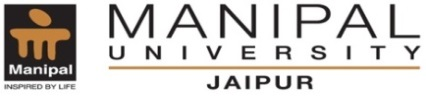 Manipal
INSPIRED BY LIFE
MANIPAL
UNIVERSITY
JAIPUR